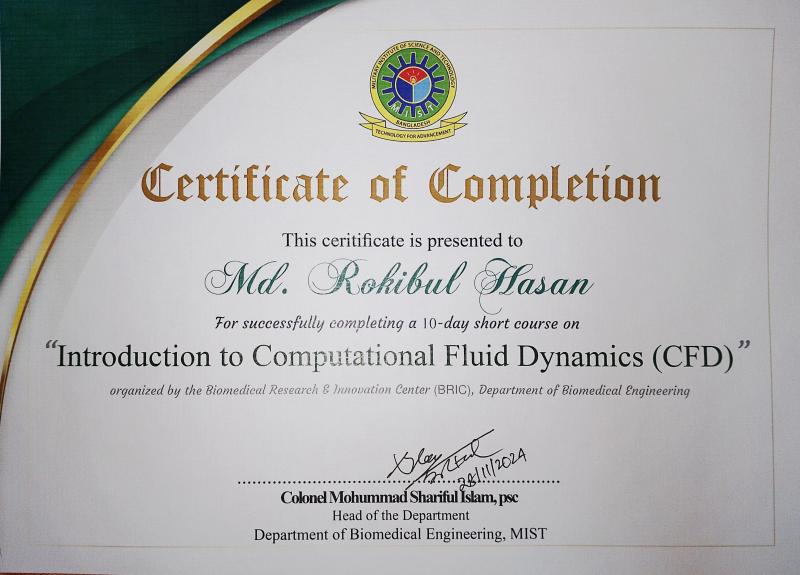 MILITARY INSTITUTE OF SCIENCE AND TECHNOLOGY
MIST
BANGLADESH
TECHNOLOGY FOR ADVANCEMENT
Certificate of Completion
This ceritificate is presented to
Md. Rokibul Hasan
For successfully completing a 10-day short course on
“Introduction to Computational Fluid Dynamics (CFD)”
organized by the Biomedical Research & Innovation Center (BRIC), Department of Biomedical Engineering
28/11/2024
Colonel Mohummad Shariful Islam, psc
Head of the Department
Department of Biomedical Engineering, MIST